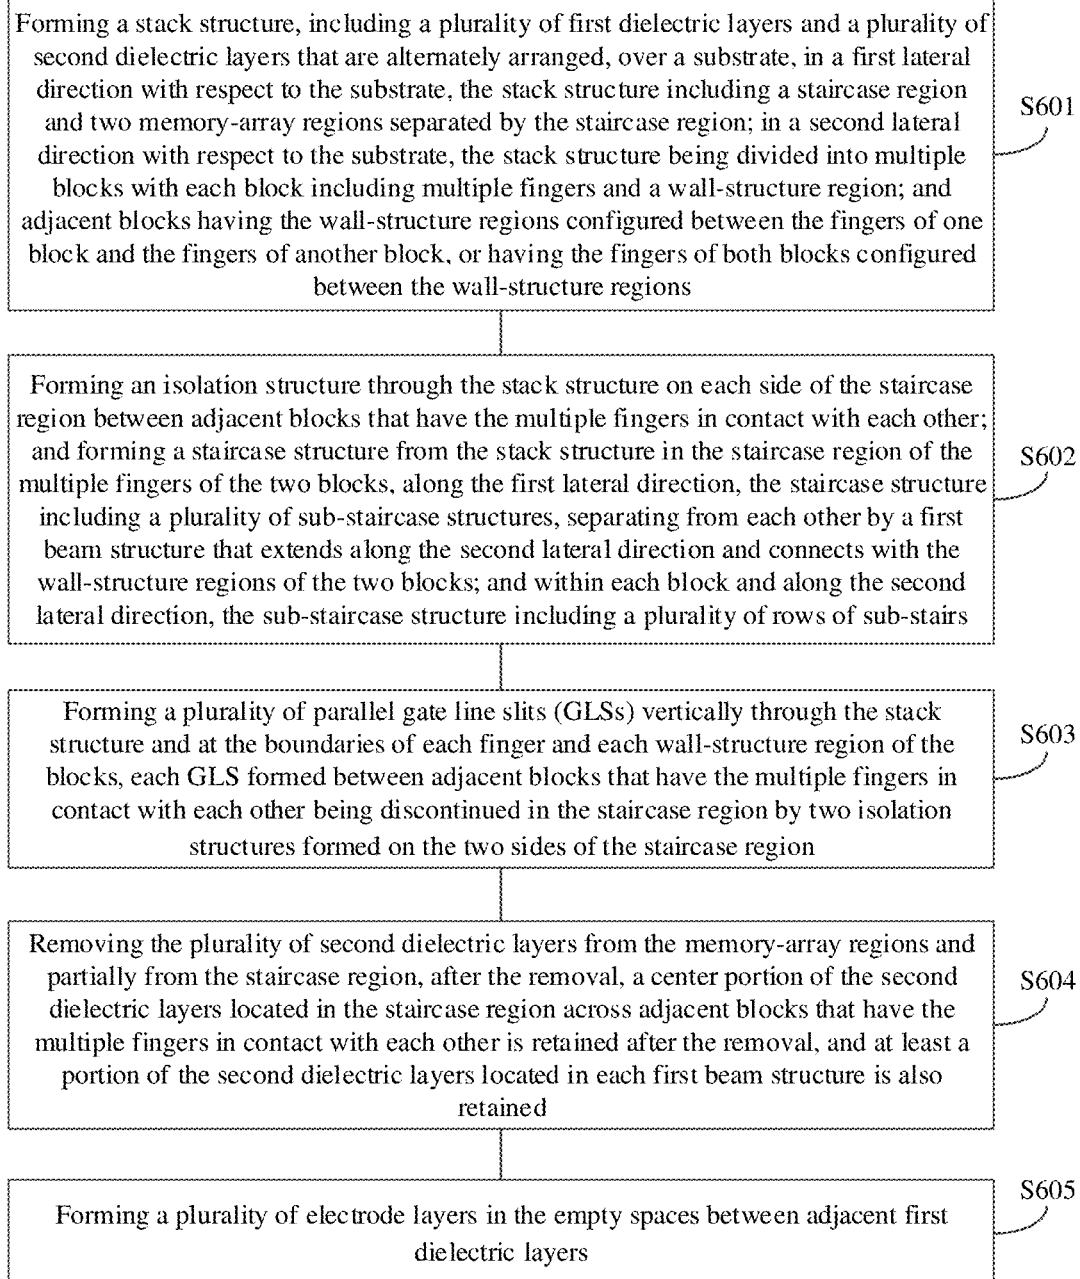 Forming a stack structure, including a plurality of first dielectric layers and a plurality of
second dielectric layers that are alternately arranged, over a substrate, in a first lateral
direction with respect to the substrate, the stack structure including a staircase region
and two memory-array regions separated by the staircase region; in a second lateral
direction with respect to the substrate, the stack structure being divided into multiple
blocks with each block including multiple fingers and a wall-structure region; and
adjacent blocks having the wall-structure regions configured between the fingers of one
block and the fingers of another block, or having the fingers of both blocks configured
between the wall-structure regions
S601
Forming an isolation structure through the stack structure on each side of the staircase
region between adjacent blocks that have the multiple fingers in contact with each other;
and forming a staircase structure from the stack structure in the staircase region of the
multiple fingers of the two blocks, along the first lateral direction, the staircase structure
including a plurality of sub-staircase structures, separating from each other by a first
beam structure that extends along the second lateral direction and connects with the
wall-structure regions of the two blocks; and within each block and along the second
lateral direction, the sub-staircase structure including a plurality of rows of sub-stairs
S602
Forming a plurality of parallel gate line slits (GLSs) vertically through the stack
structure and at the boundaries of each finger and each wall-structure region of the
blocks, each GLS formed between adjacent blocks that have the multiple fingers in
contact with each other being discontinued in the staircase region by two isolation
structures formed on the two sides of the staircase region
S603
Removing the plurality of second dielectric layers from the memory-array regions and
partially from the staircase region, after the removal, a center portion of the second
dielectric layers located in the staircase region across adjacent blocks that have the
multiple fingers in contact with each other is retained after the removal, and at least a
portion of the second dielectric layers located in each first beam structure is also
retained
S604
Forming a plurality of electrode layers in the empty spaces between adjacent first
dielectric layers
S605